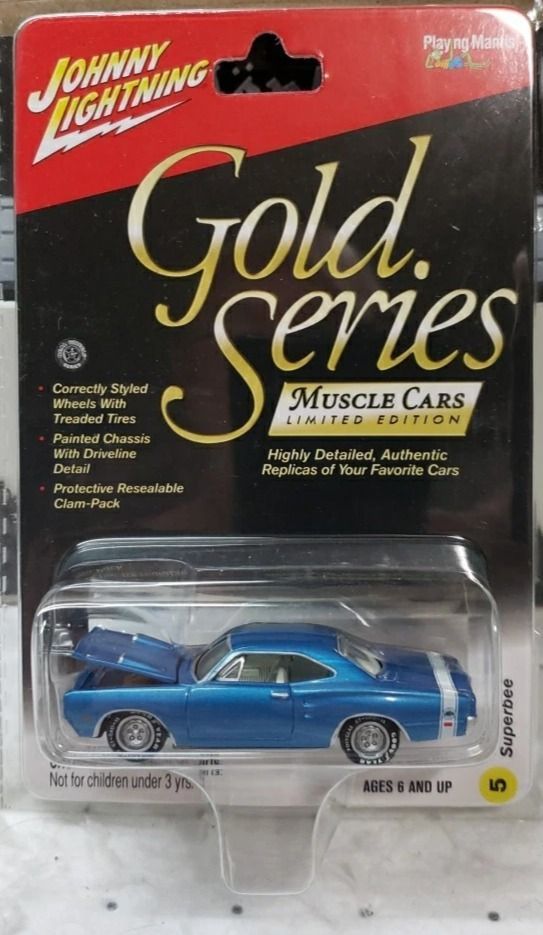 JOHNNY
LIGHTNING
Playing Mantis
Gold
Series
MUSCLE CARS
LIMITED EDITION
Highly Detailed, Authentic
Replicas of Your Favorite Cars
• Correctly Styled
Wheels With
Treaded Tires
• Painted Chassis
With Driveline
Detail
• Protective Resealable
Clam-Pack
Not for children under 3 yrs.
AGES 6 AND UP
5
Superbee
GOODYEAR